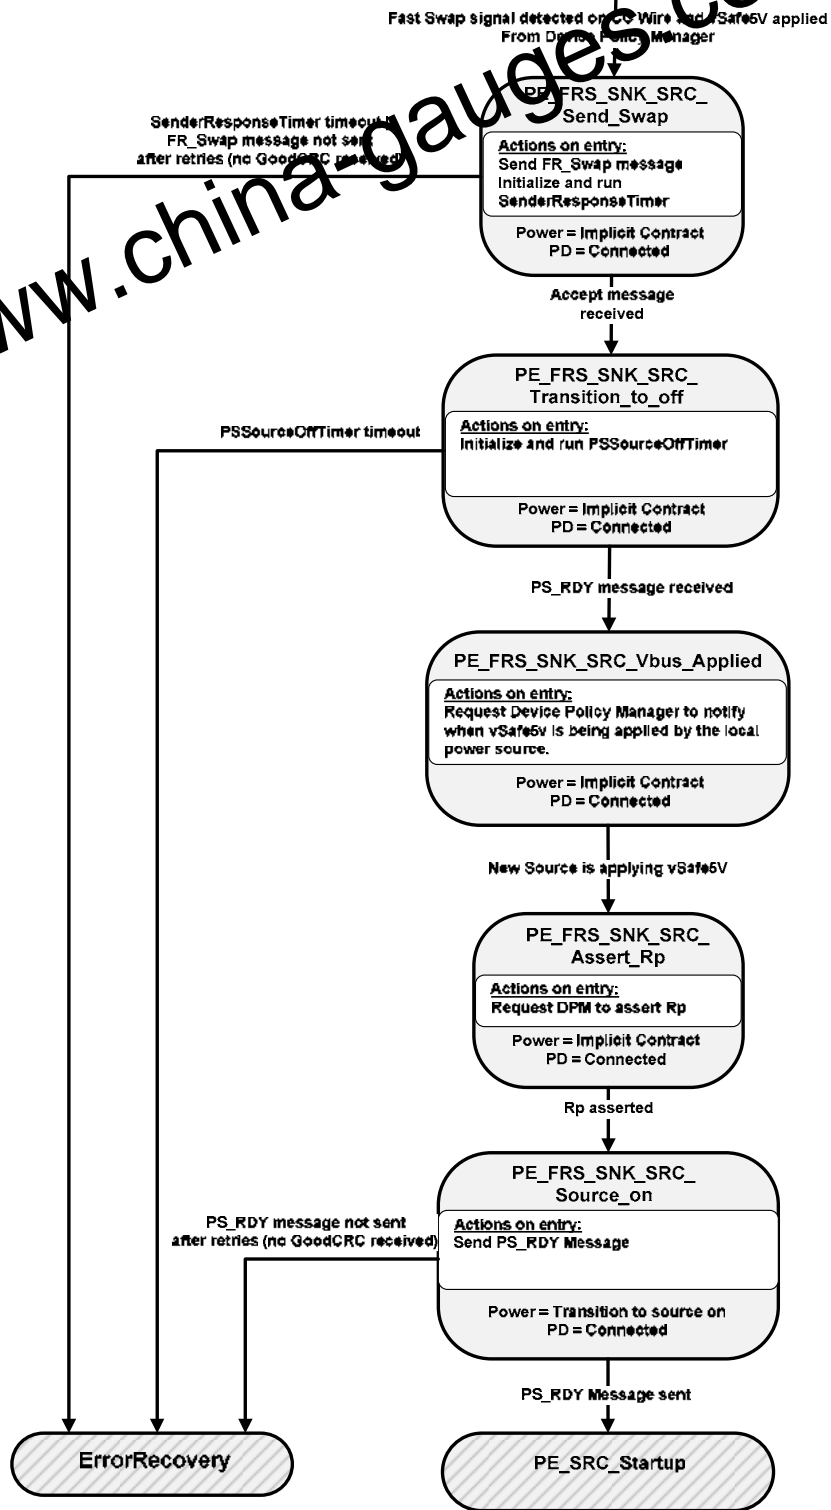 Fast Swap signal detected on CC Wire and vSafe5V applied
From Device Policy Manager
www.china-gauges.co
PE_FRS_SNK_SRC_
Send_Swap
SenderResponseTimer timeout |
FR_Swap message not sent
after retries (no GoodCRC received)
Actions on entry:
Send FR_Swap message
Initialize and run
SenderResponseTimer
Power = Implicit Contract
PD = Connected
Accept message
received
PE_FRS_SNK_SRC_
Transition_to_off
PSSourceOffTimer timeout
Actions on entry:
Initialize and run PSSourceOffTimer
Power = Implicit Contract
PD = Connected
PS_RDY message received
PE_FRS_SNK_SRC_Vbus_Applied
Actions on entry:
Request Device Policy Manager to notify
when vSafe5v is being applied by the local
power source.
Power = Implicit Contract
PD = Connected
New Source is applying vSafe5V
PE_FRS_SNK_SRC_
Assert_Rp
Actions on entry:
Request DPM to assert Rp
Power = Implicit Contract
PD = Connected
Rp asserted
PE_FRS_SNK_SRC_
Source_on
PS_RDY message not sent
after retries (no GoodCRC received)
Actions on entry:
Send PS_RDY Message
Power = Transition to source on
PD = Connected
PS_RDY Message sent
ErrorRecovery
PE_SRC_Startup